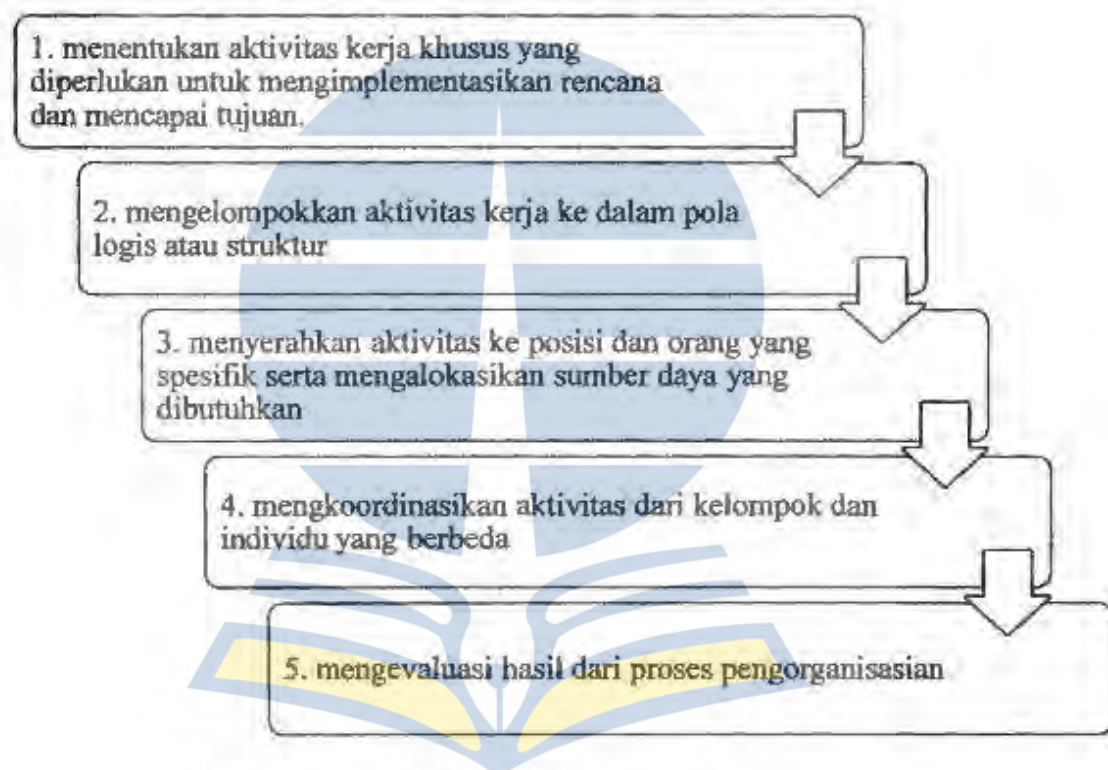 1. menentukan aktivitas kerja khusus yang
diperlukan untuk mengimplementasikan rencana
dan mencapai tujuan.
2. mengelompokkan aktivitas kerja ke dalam pola
logis atau struktur
3. menyerahkan aktivitas ke posisi dan orang yang
spesifik serta mengalokasikan sumber daya yang
dibutuhkan
4. mengkoordinasikan aktivitas dari kelompok dan
individu yang berbeda
5. mengevaluasi hasil dari proses pengorganisasian